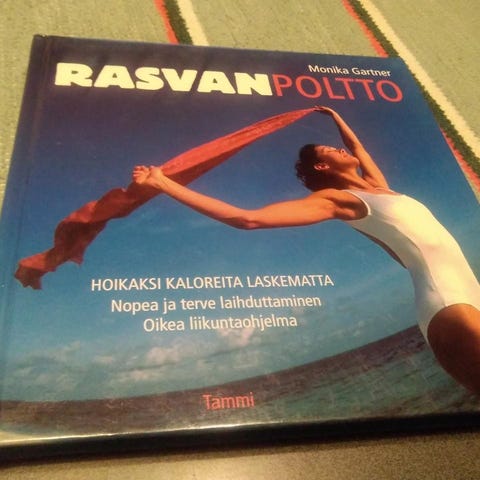 Monika Gartner
RASVANPOLTTO
HOIKAKSI KALOREITA LASKEMATTA
Nopea ja terve laihduttaminen
Oikea liikuntaohjelma
Tammi